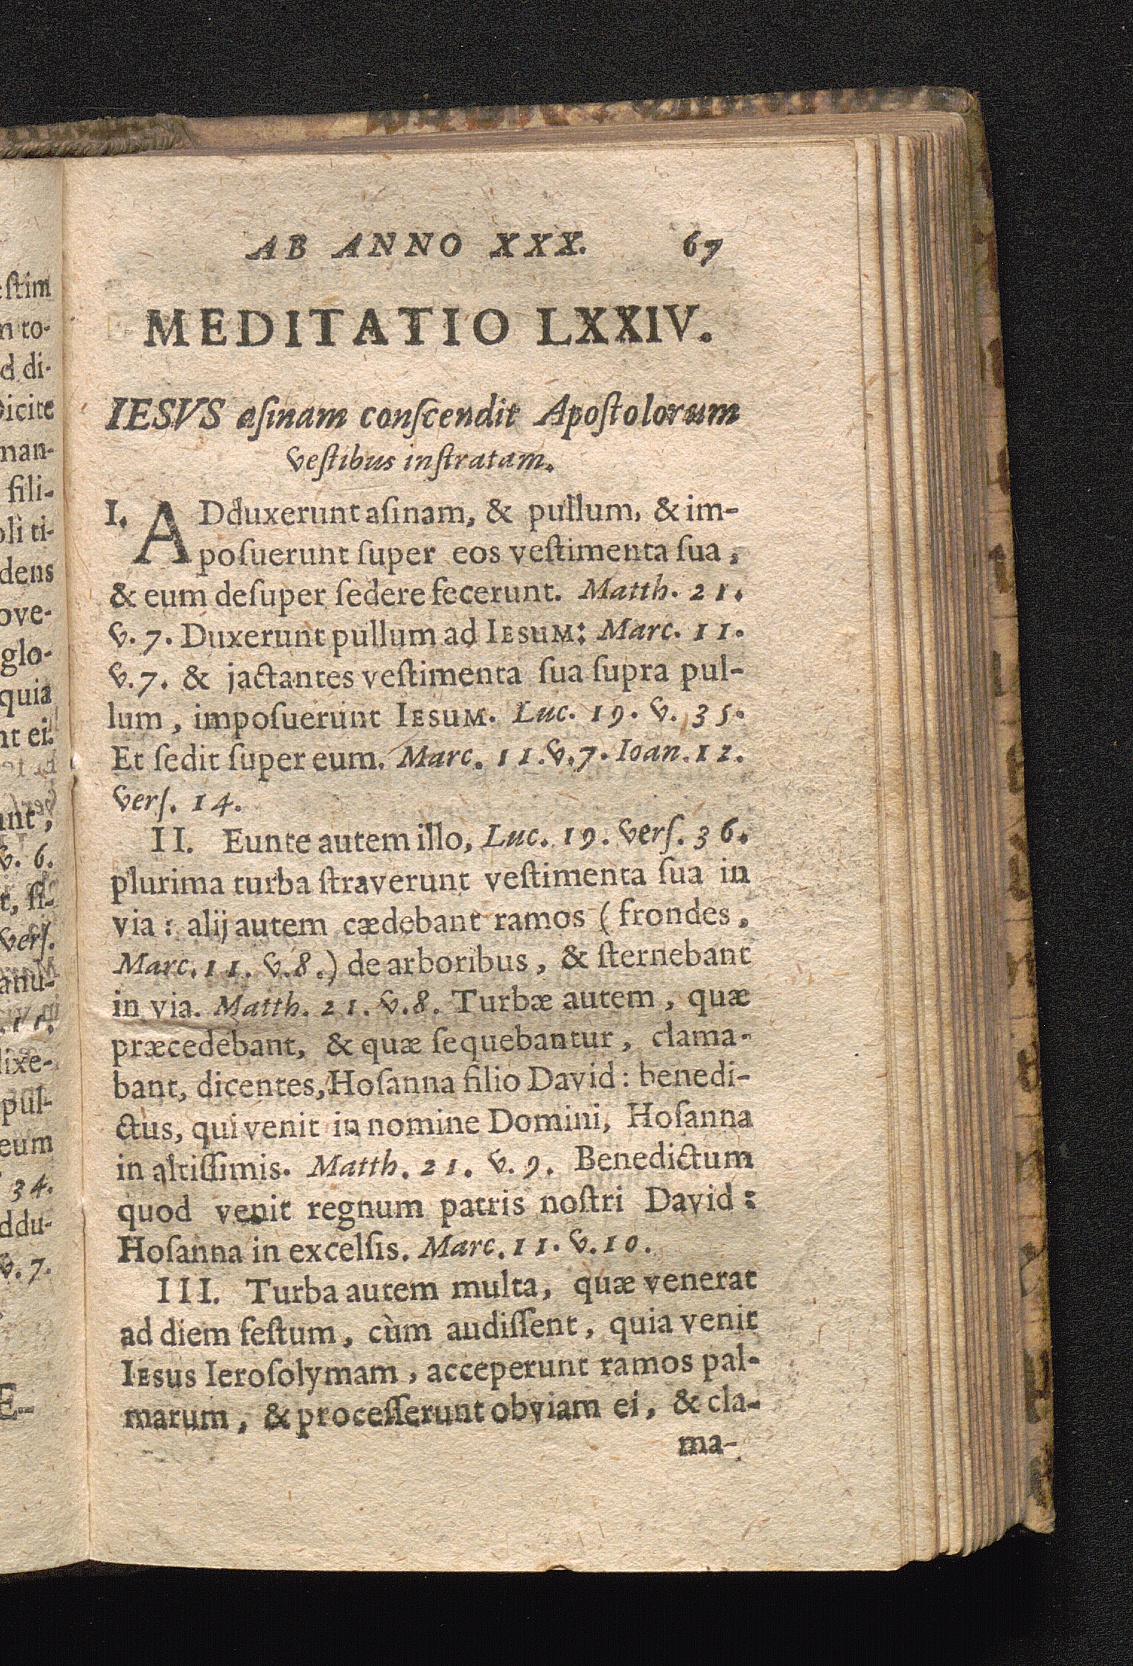 AB ANNO XXX. 67
MEDITATIO LXXIV.
IESVS aſinam conſcendit Apoſtolorum
veſtibus inſtratam.
I. ADduxerunt aſinam, & pullum, & im-
poſuerunt ſuper eos veſtimenta ſua,
& eum deſuper ſedere fecerunt. Matth. 21.
v. 7. Duxerunt pullum ad IESUM: Marc. 11.
v. 7. & jactantes veſtimenta ſua ſupra pul-
lum, impoſuerunt IESUM. Luc. 19. v. 35.
Et ſedit ſuper eum. Marc. 11. v. 7. Ioan. 12.
verſ. 14.
II. Eunte autem illo, Luc. 19. verſ. 36.
plurima turba ſtraverunt veſtimenta ſua in
via: alij autem cædebant ramos (frondes,
Marc. 11. v. 8.) de arboribus, & ſternebant
in via. Matth. 21. v. 8. Turbæ autem, quæ
præcedebant, & quæ ſequebantur, clama-
bant, dicentes, Hoſanna filio David: benedi-
ctus, qui venit in nomine Domini, Hoſanna
in altiſſimis. Matth. 21. v. 9. Benedictum
quod venit regnum patris noſtri David:
Hoſanna in excelſis. Marc. 11. v. 10.
III. Turba autem multa, quæ venerat
ad diem feſtum, cùm audiſſent, quia venit
IESUS Ieroſolymam, acceperunt ramos pal-
marum, & proceſſerunt obviam ei, & cla-
ma-